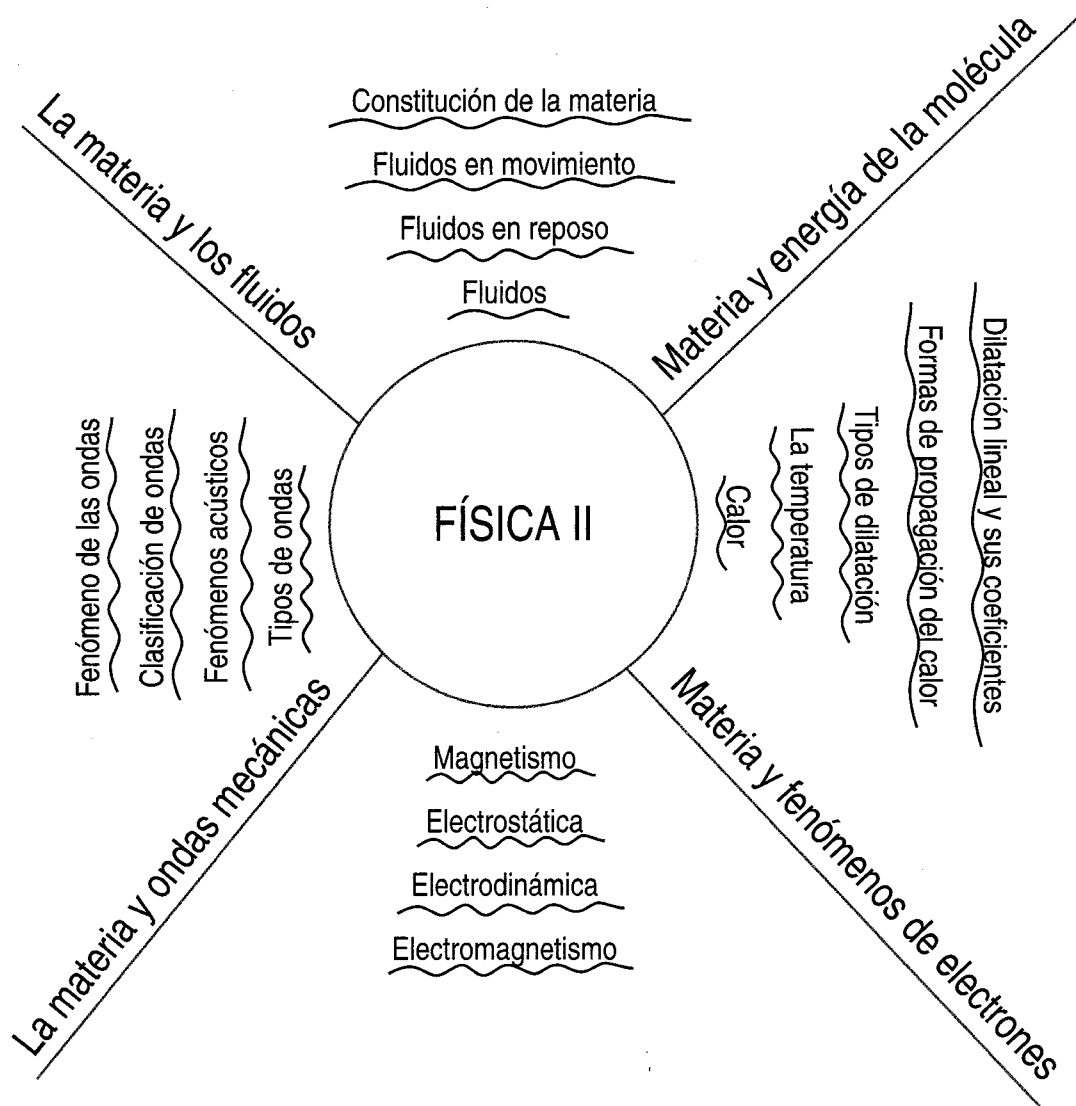 La materia y los fluidos
Constitución de la materia
Fluidos en movimiento
Fluidos en reposo
Fluidos
Materia y energía de la molécula
Dilatación lineal y sus coeficientes
Formas de propagación del calor
Tipos de dilatación
La temperatura
Calor
FÍSICA II
Fenómeno de las ondas
Clasificación de ondas
Fenómenos acústicos
Tipos de ondas
La materia y ondas mecánicas
Magnetismo
Electrostática
Electrodinámica
Electromagnetismo
Materia y fenómenos de electrones